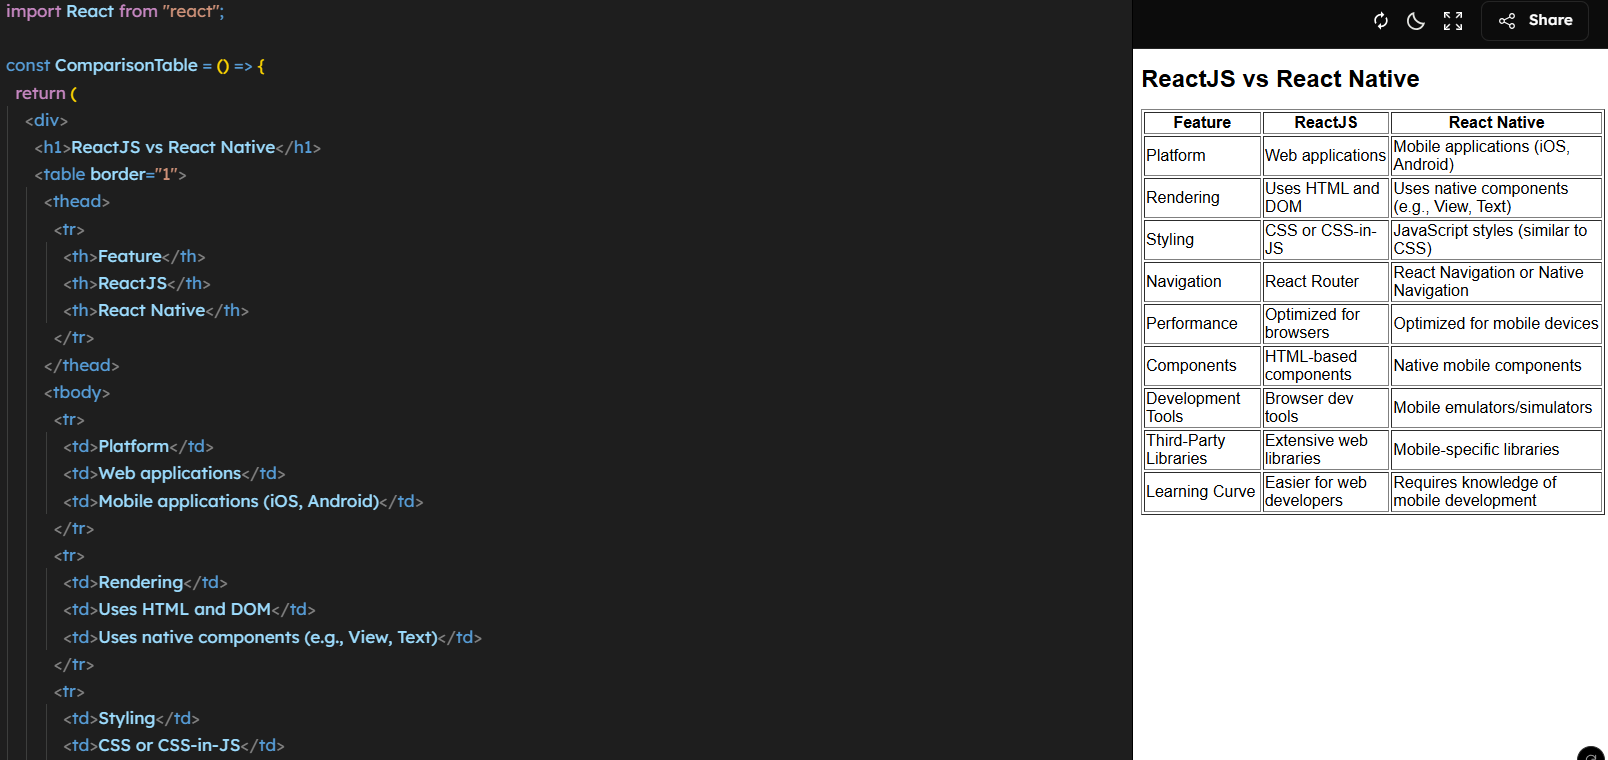 import React from "react";
const ComparisonTable = () => {
return (
<div>
<h1>ReactJS vs React Native</h1>
<table border="1">
<thead>
<tr>
<th>Feature</th>
<th>ReactJS</th>
<th>React Native</th>
</tr>
</thead>
<tbody>
<tr>
<td>Platform</td>
<td>Web applications</td>
<td>Mobile applications (iOS, Android)</td>
</tr>
<tr>
<td>Rendering</td>
<td>Uses HTML and DOM</td>
<td>Uses native components (e.g., View, Text)</td>
</tr>
<tr>
<td>Styling</td>
<td>CSS or CSS-in-JS</td>
Share
ReactJS vs React Native
Feature ReactJS React Native
Platform Web applications Mobile applications (iOS,
Android)
Rendering Uses HTML and Uses native components
DOM (e.g., View, Text)
Styling CSS or CSS-in- JavaScript styles (similar to
JS CSS)
Navigation React Router React Navigation or Native
Navigation
Performance Optimized for Optimized for mobile devices
browsers
Components HTML-based Native mobile components
components
Development Browser dev Mobile emulators/simulators
Tools tools
Third-Party Extensive web Mobile-specific libraries
Libraries libraries
Learning Curve Easier for web Requires knowledge of
developers mobile development